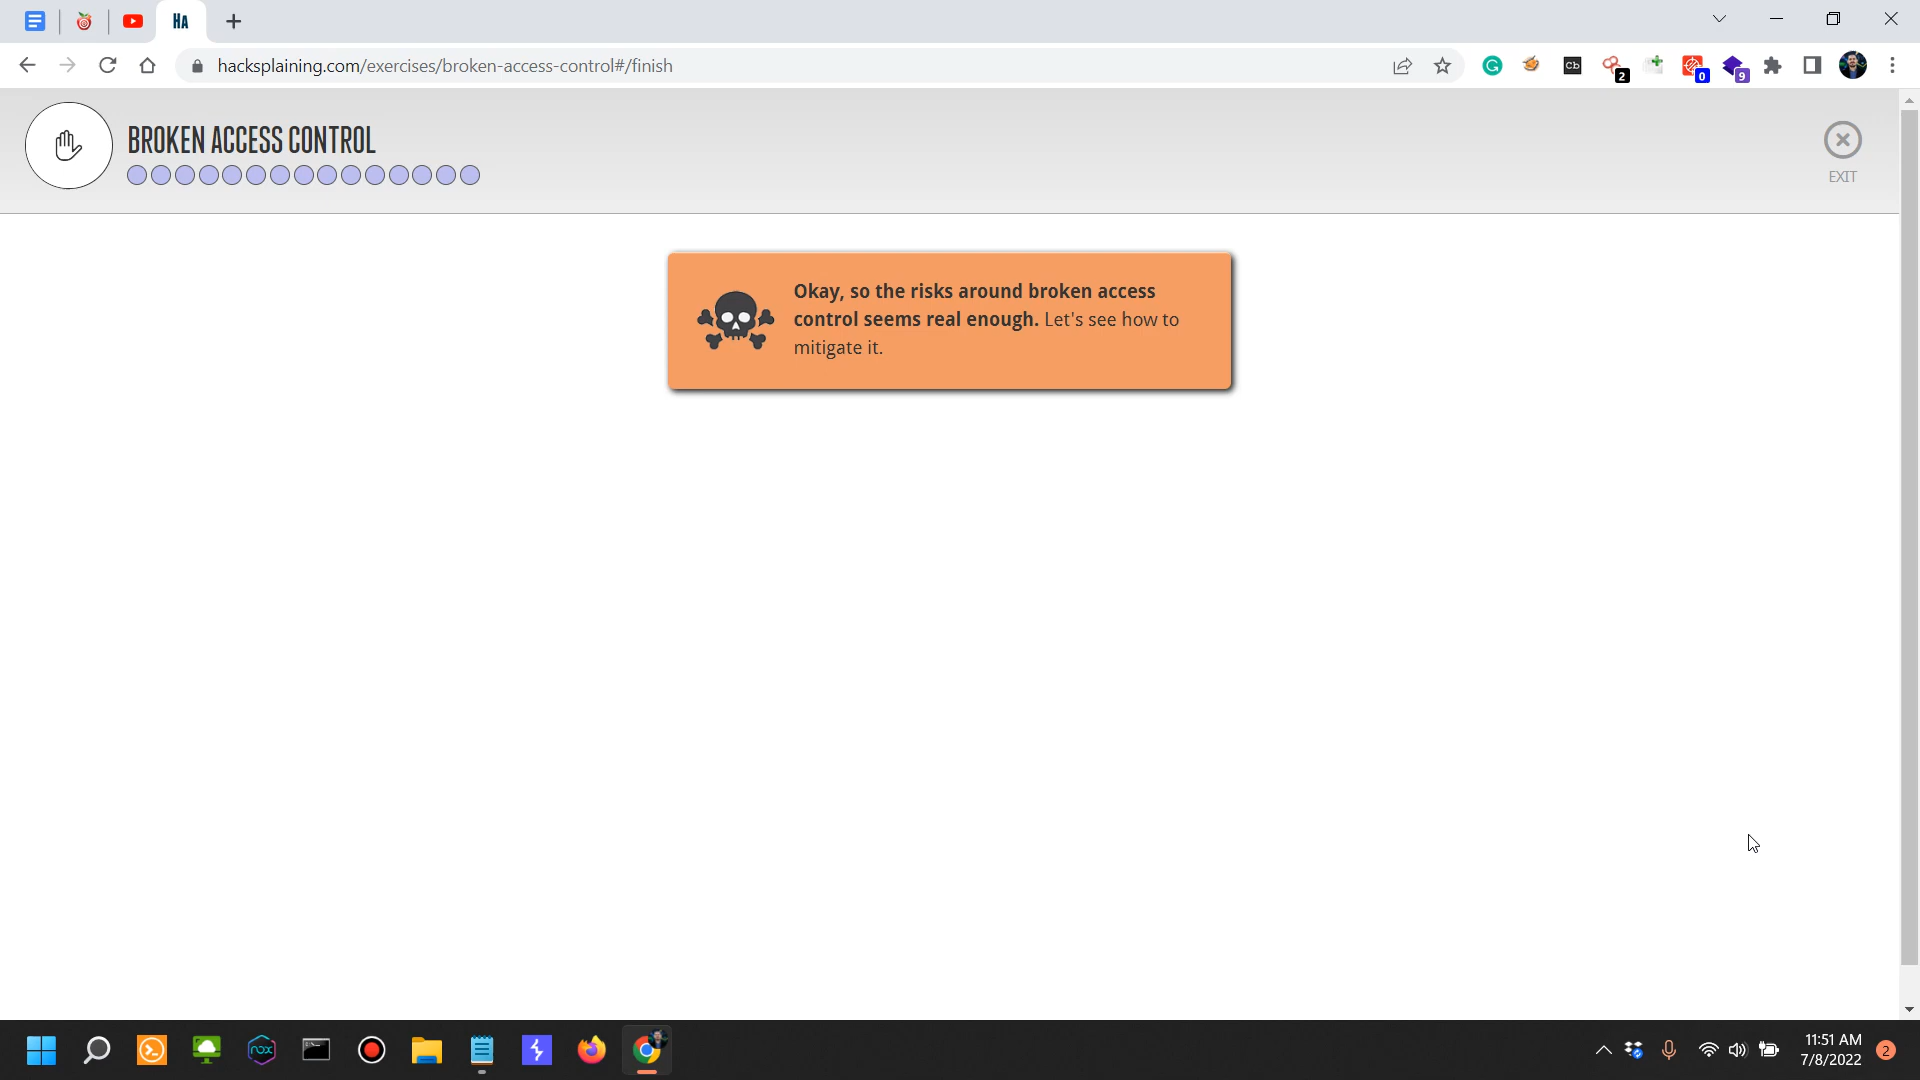 HA
hacksplaining.com/exercises/broken-access-control#/finish
G
cb
2
0
9
BROKEN ACCESS CONTROL
EXIT
Okay, so the risks around broken access
control seems real enough. Let's see how to
mitigate it.
nox
11:51 AM
7/8/2022
2